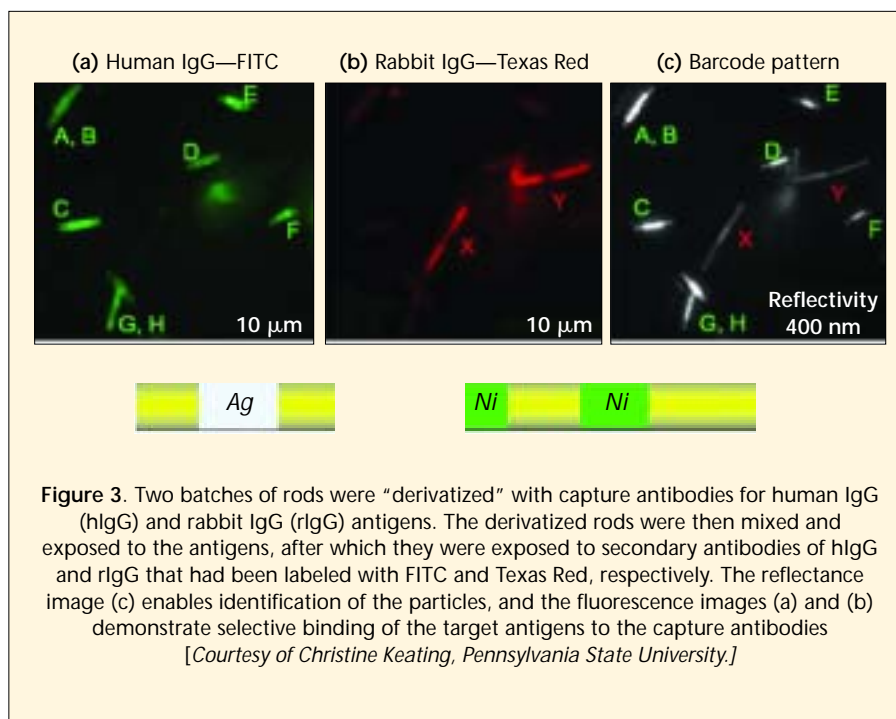 (a) Human IgG—FITC
(b) Rabbit IgG—Texas Red
(c) Barcode pattern
A, B
D
C
F
G, H
10 µm
Y
X
10 µm
E
A, B
D
Y
C
F
X
Reflectivity
400 nm
G, H
Ag
Ni
Ni
Figure 3. Two batches of rods were "derivatized" with capture antibodies for human IgG
(hIgG) and rabbit IgG (rIgG) antigens. The derivatized rods were then mixed and
exposed to the antigens, after which they were exposed to secondary antibodies of hIgG
and rIgG that had been labeled with FITC and Texas Red, respectively. The reflectance
image (c) enables identification of the particles, and the fluorescence images (a) and (b)
demonstrate selective binding of the target antigens to the capture antibodies
[Courtesy of Christine Keating, Pennsylvania State University.]